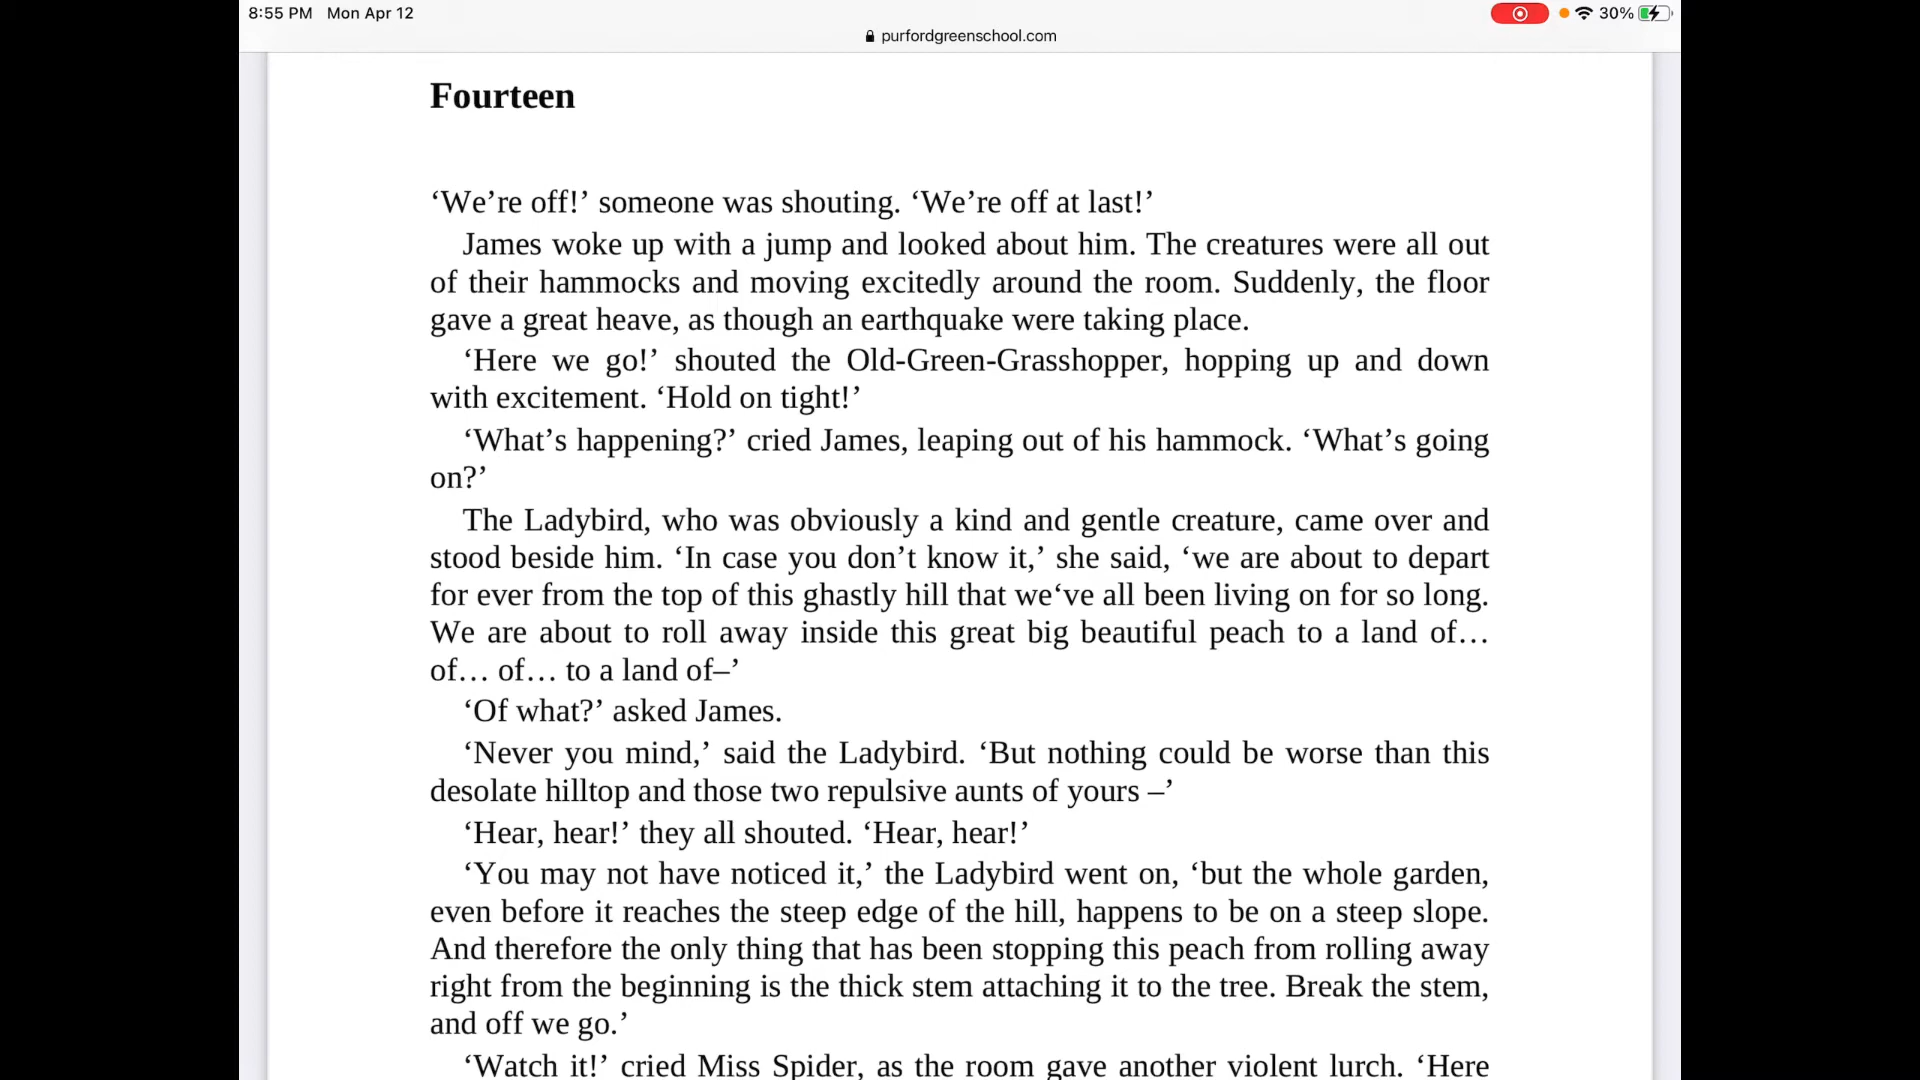 8:55 PM Mon Apr 12
30%
purfordgreenschool.com
Fourteen
‘We’re off!’ someone was shouting. ‘We’re off at last!’
James woke up with a jump and looked about him. The creatures were all out
of their hammocks and moving excitedly around the room. Suddenly, the floor
gave a great heave, as though an earthquake were taking place.
‘Here we go!’ shouted the Old-Green-Grasshopper, hopping up and down
with excitement. ‘Hold on tight!’
‘What’s happening?’ cried James, leaping out of his hammock. ‘What’s going
on?’
The Ladybird, who was obviously a kind and gentle creature, came over and
stood beside him. ‘In case you don’t know it,’ she said, ‘we are about to depart
for ever from the top of this ghastly hill that we‘ve all been living on for so long.
We are about to roll away inside this great big beautiful peach to a land of…
of… of… to a land of–’
‘Of what?’ asked James.
‘Never you mind,’ said the Ladybird. ‘But nothing could be worse than this
desolate hilltop and those two repulsive aunts of yours –’
‘Hear, hear!’ they all shouted. ‘Hear, hear!’
‘You may not have noticed it,’ the Ladybird went on, ‘but the whole garden,
even before it reaches the steep edge of the hill, happens to be on a steep slope.
And therefore the only thing that has been stopping this peach from rolling away
right from the beginning is the thick stem attaching it to the tree. Break the stem,
and off we go.’
‘Watch it!’ cried Miss Spider, as the room gave another violent lurch. ‘Here